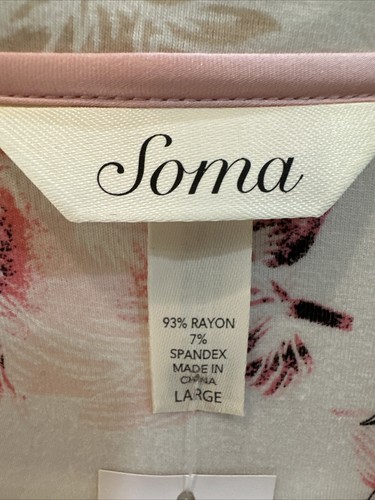 Soma
93% RAYON
7%
SPANDEX
MADE IN
CHINA
LARGE